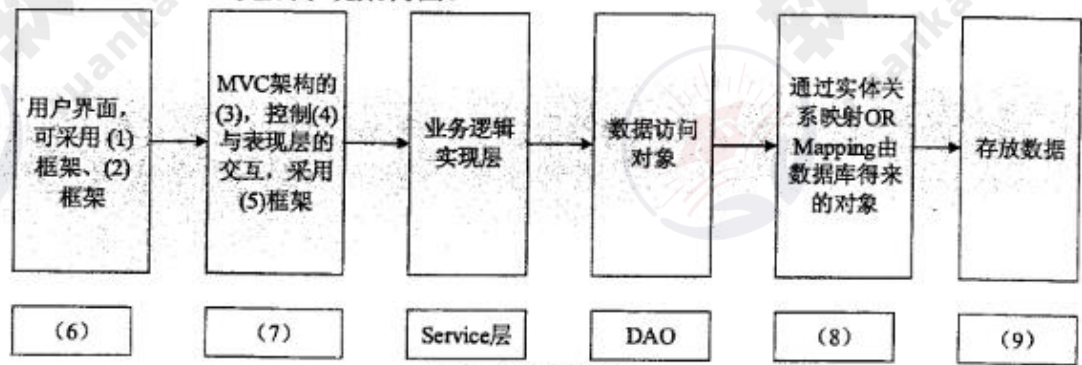 用户界面,
可采用 (1)
框架、(2)
框架
MVC架构的
(3), 控制(4)
与表现层的
交互, 采用
(5)框架
业务逻辑
实现层
数据访问
对象
通过实体关
系映射OR
Mapping由
数据库得来
的对象
存放数据
(6)
(7)
Service层
DAO
(8)
(9)